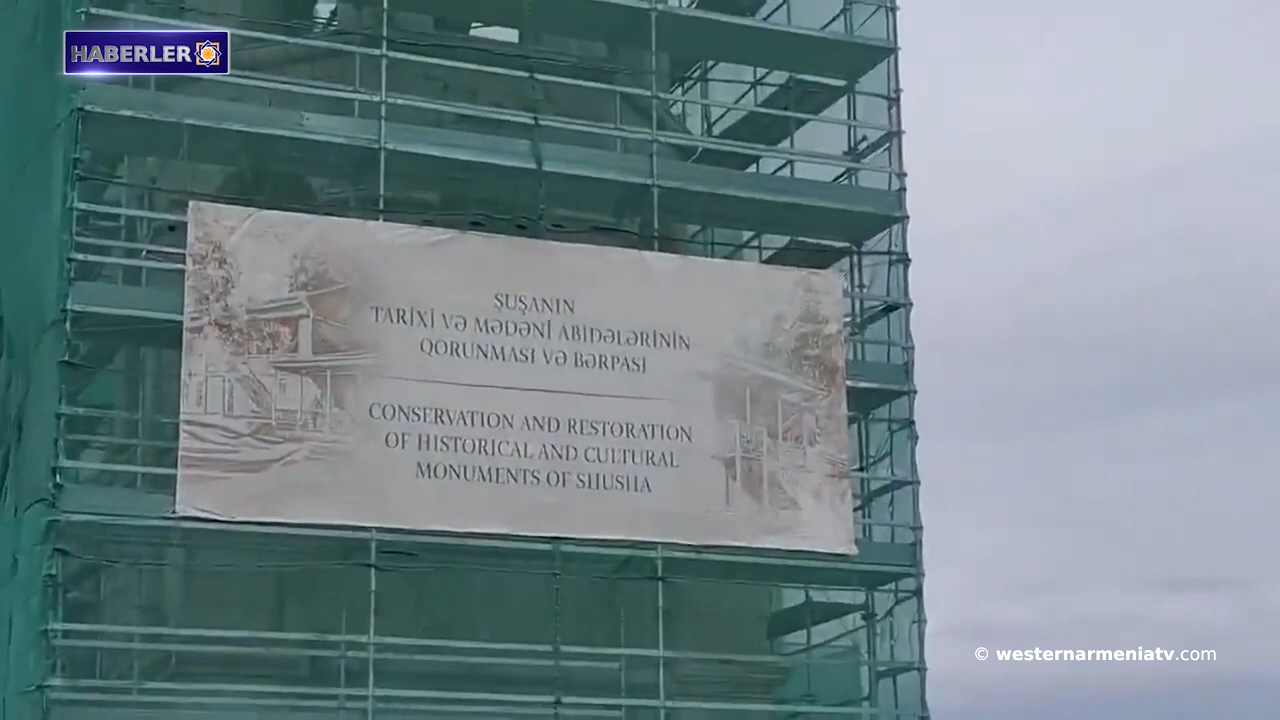 HABERLER
ŞUŞANIN
TARİXİ VƏ MƏDƏNİ ABİDƏLƏRİNİN
QORUNMASI VƏ BƏRPASI
CONSERVATION AND RESTORATION
OF HISTORICAL AND CULTURAL
MONUMENTS OF SHUSHA
© westernarmeniatv.com